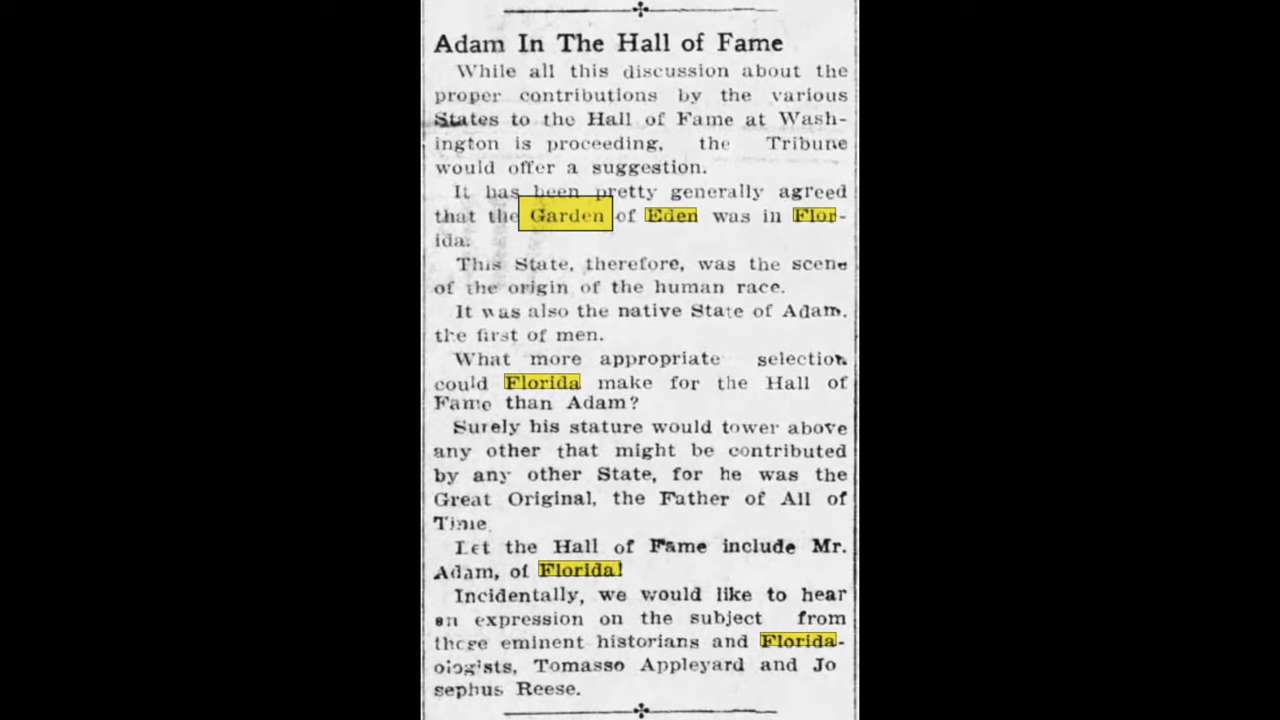 Adam In The Hall of Fame
While all this discussion about the
proper contributions by the various
States to the Hall of Fame at Wash-
ington is proceeding, the Tribune
would offer a suggestion.
It has been pretty generally agreed
that the Garden of Eden was in Flor-
ida.
This State, therefore, was the scene
of the origin of the human race.
It was also the native State of Adam,
the first of men.
What more appropriate selection
could Florida make for the Hall of
Fame than Adam?
Surely his stature would tower above
any other that might be contributed
by any other State, for he was the
Great Original, the Father of All of
Time.
Let the Hall of Fame include Mr.
Adam, of Florida!
Incidentally, we would like to hear
an expression on the subject from
those eminent historians and Florida-
ologists, Tomasso Appleyard and Jo
sephus Reese.